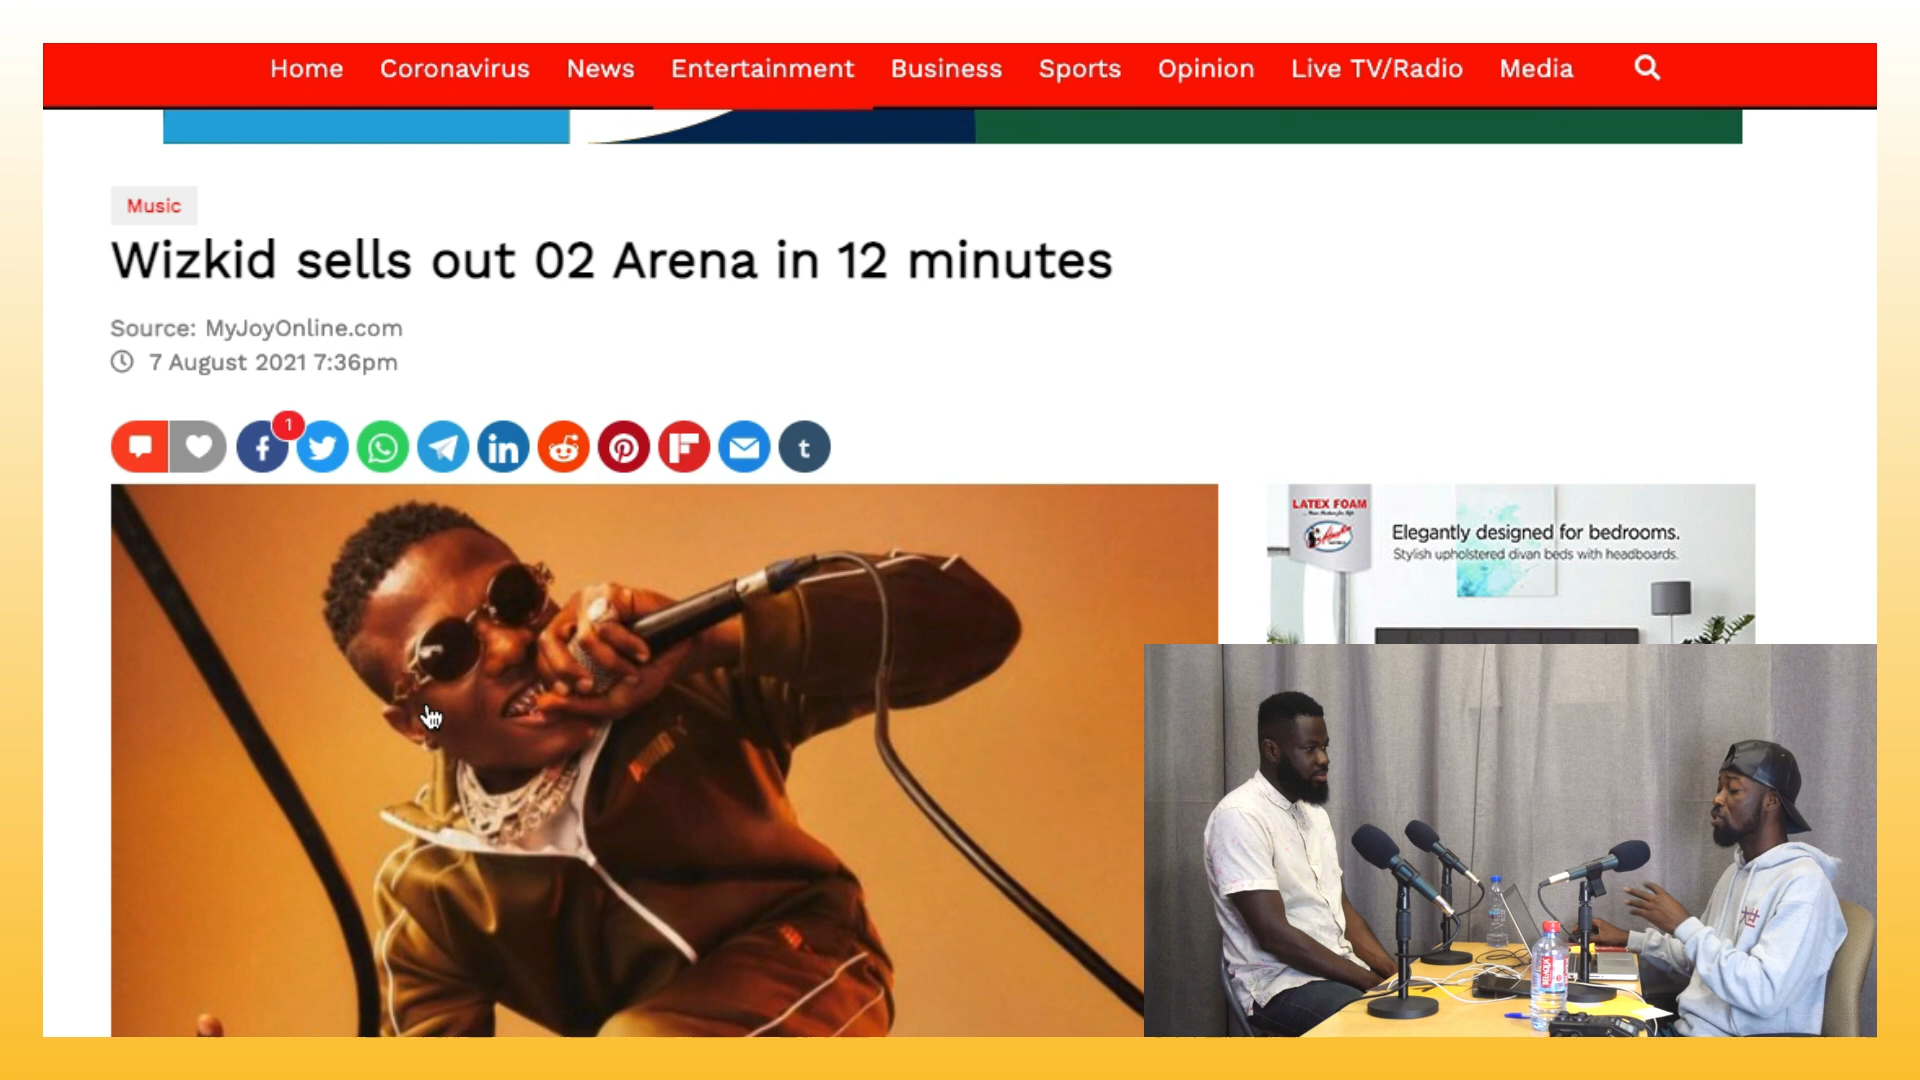 Home Coronavirus News Entertainment Business Sports Opinion Live TV/Radio Media
Music
Wizkid sells out 02 Arena in 12 minutes
Source: MyJoyOnline.com
7 August 2021 7:36pm
1
LATEX FOAM
Elegantly designed for bedrooms.
Stylish upholstered divan beds with headboards.